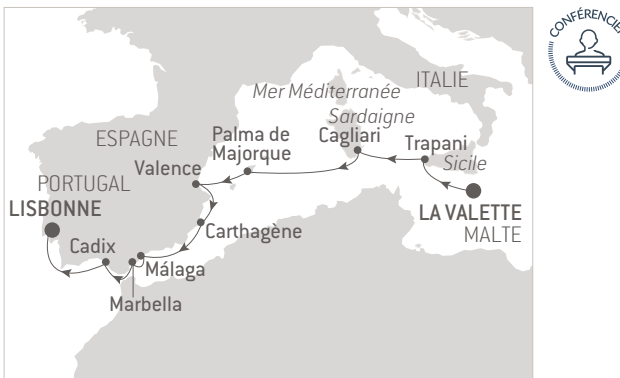 CONFÉRENCIE
ITALIE
Mer Méditerranée
Sardaigne
Cagliari
ESPAGNE
Palma de
Majorque
Trapani
Sicile
Valence
PORTUGAL
LISBONNE
LA VALETTE
MALTE
Carthagène
Cadix
Málaga
Marbella